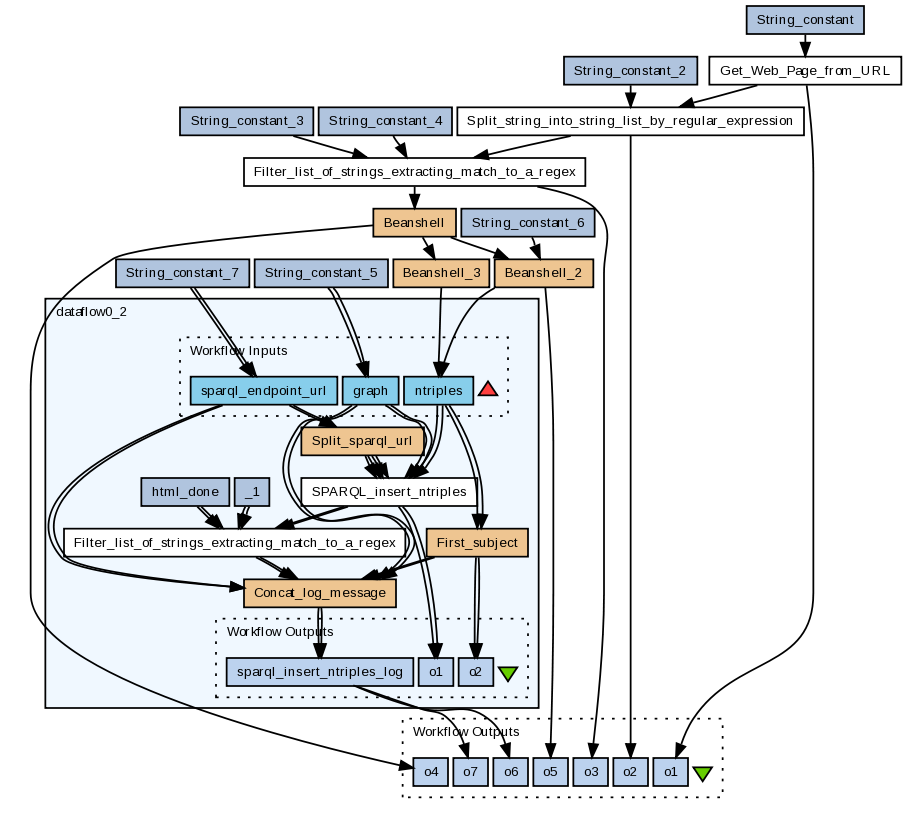 String_constant
String_constant_2
Get_Web_Page_from_URL
String_constant_3
String_constant_4
Split_string_into_string_list_by_regular_expression
Filter_list_of_strings_extracting_match_to_a_regex
Beanshell
String_constant_6
String_constant_7
String_constant_5
Beanshell_3
Beanshell_2
dataflow0_2
Workflow Inputs
sparql_endpoint_url
graph
ntriples
Split_sparql_url
html_done
_1
SPARQL_insert_ntriples
Filter_list_of_strings_extracting_match_to_a_regex
First_subject
Concat_log_message
Workflow Outputs
sparql_insert_ntriples_log
o1
o2
Workflow Outputs
o4
o7
o6
o5
o3
o2
o1